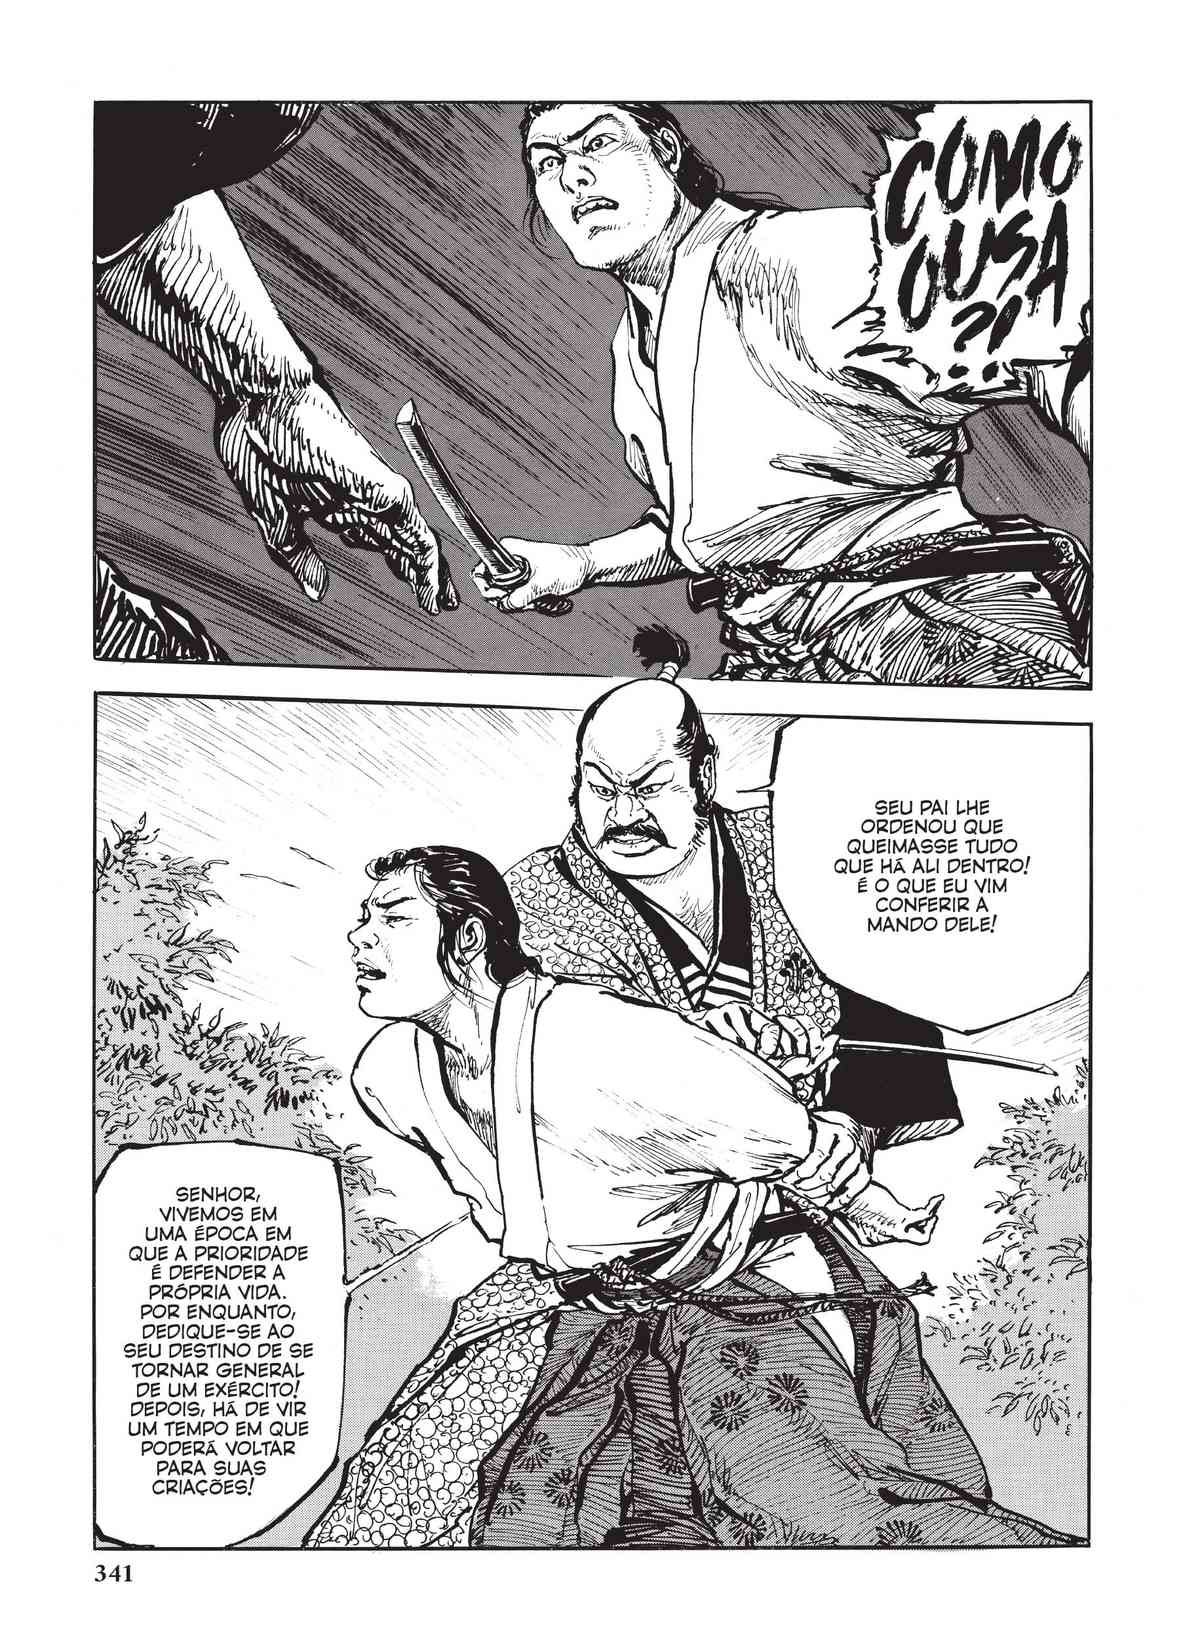 COMO
OUSA
?!
SEU PAI LHE
ORDENOU QUE
QUEIMASSE TUDO
QUE HÁ ALI DENTRO!
É O QUE EU VIM
CONFERIR A
MANDO DELE!
SENHOR,
VIVEMOS EM
UMA ÉPOCA EM
QUE A PRIORIDADE
É DEFENDER A
PRÓPRIA VIDA.
POR ENQUANTO,
DEDIQUE-SE AO
SEU DESTINO DE SE
TORNAR GENERAL
DE UM EXÉRCITO!
DEPOIS, HÁ DE VIR
UM TEMPO EM QUE
PODERÁ VOLTAR
PARA SUAS
CRIAÇÕES!
341